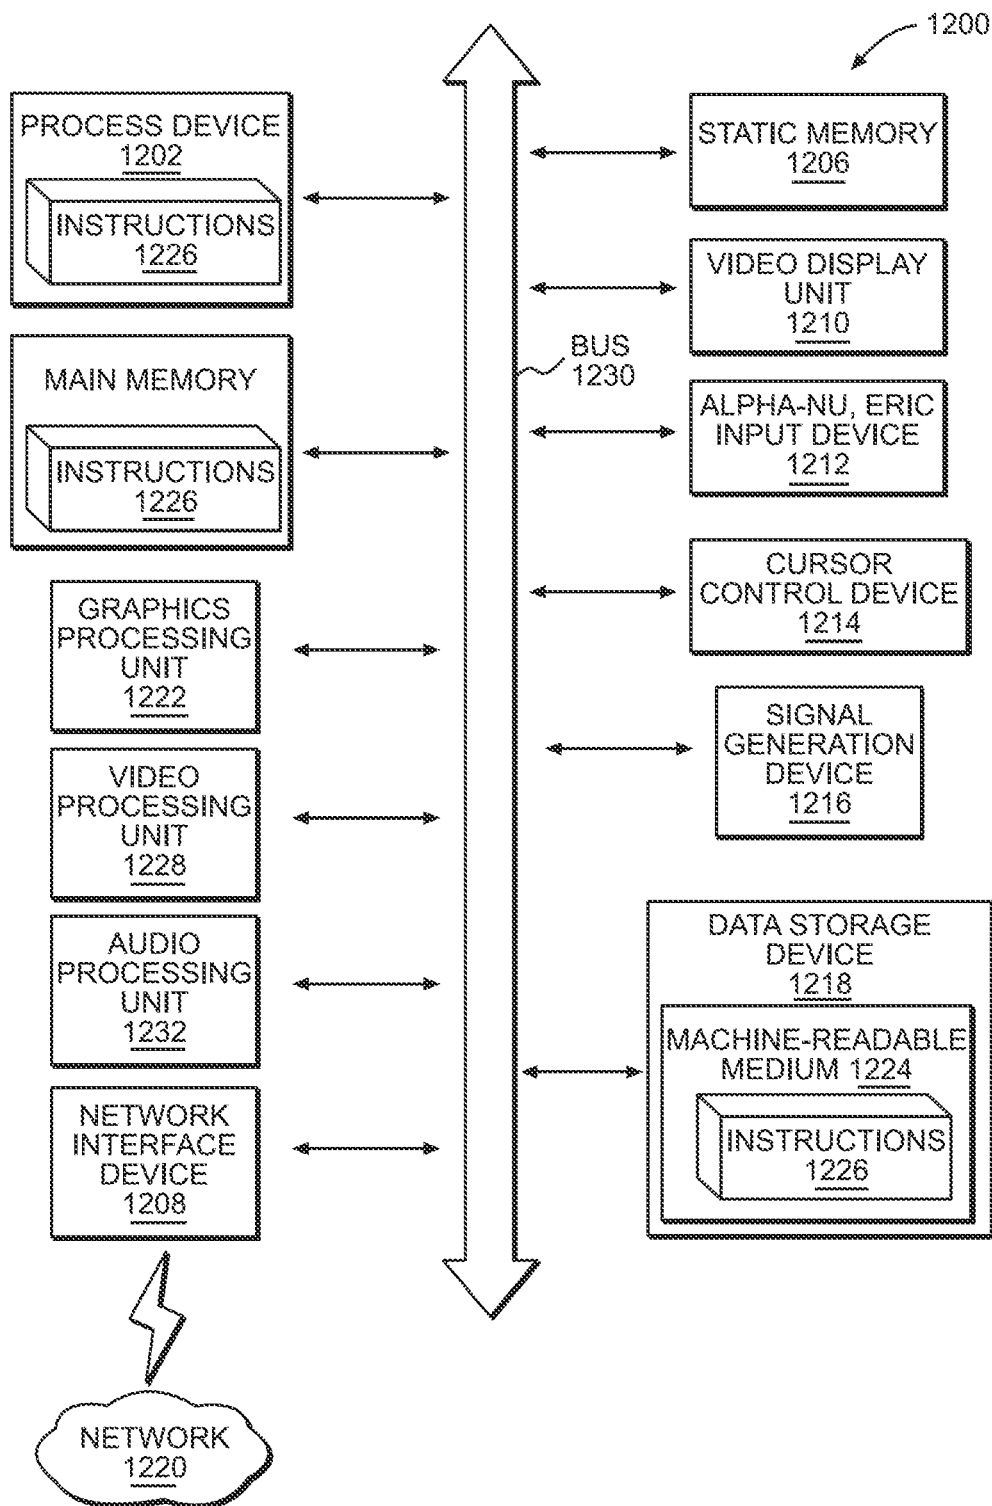 1200
PROCESS DEVICE
1202
INSTRUCTIONS
1226
MAIN MEMORY
INSTRUCTIONS
1226
GRAPHICS
PROCESSING
UNIT
1222
VIDEO
PROCESSING
UNIT
1228
AUDIO
PROCESSING
UNIT
1232
NETWORK
INTERFACE
DEVICE
1208
NETWORK
1220
BUS
1230
STATIC MEMORY
1206
VIDEO DISPLAY
UNIT
1210
ALPHA-NU, ERIC
INPUT DEVICE
1212
CURSOR
CONTROL DEVICE
1214
SIGNAL
GENERATION
DEVICE
1216
DATA STORAGE
DEVICE
1218
MACHINE-READABLE
MEDIUM 1224
INSTRUCTIONS
1226